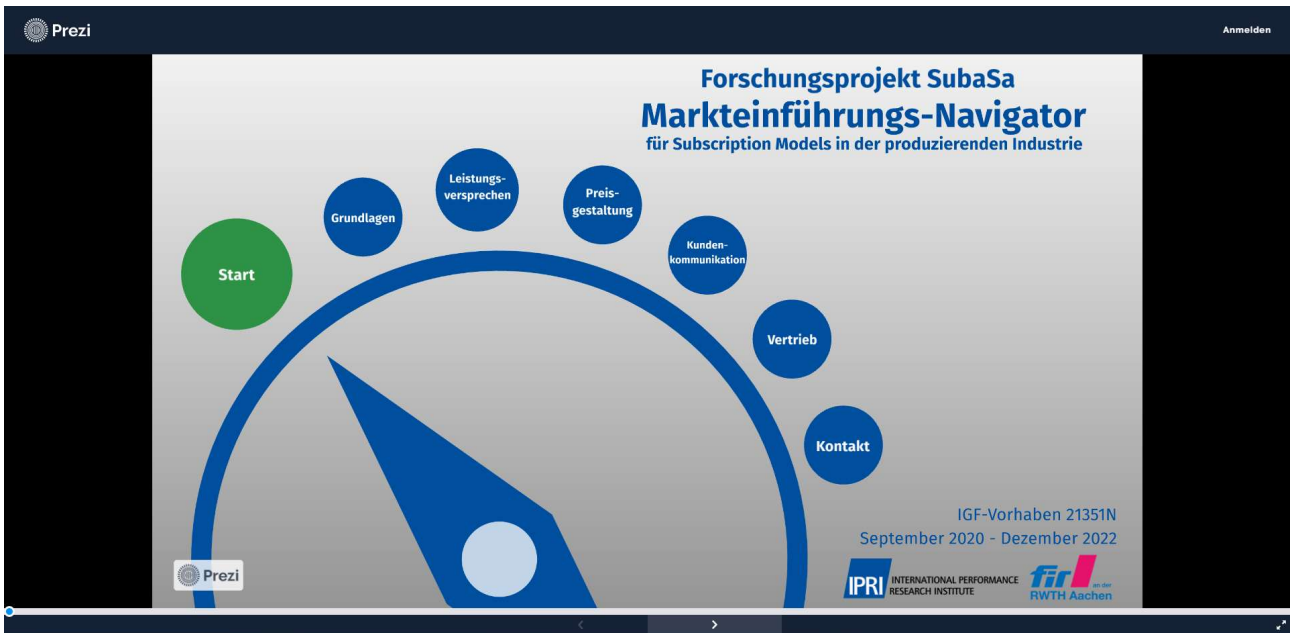 Prezi
Anmelden
Forschungsprojekt SubaSa
Markteinführungs-Navigator
für Subscription Models in der produzierenden Industrie
Start
Grundlagen
Leistungs-
versprechen
Preis-
gestaltung
Kunden-
kommunikation
Vertrieb
Kontakt
IGF-Vorhaben 21351N
September 2020 - Dezember 2022
Prezi
IPRI INTERNATIONAL PERFORMANCE
RESEARCH INSTITUTE
fir an der
RWTH Aachen